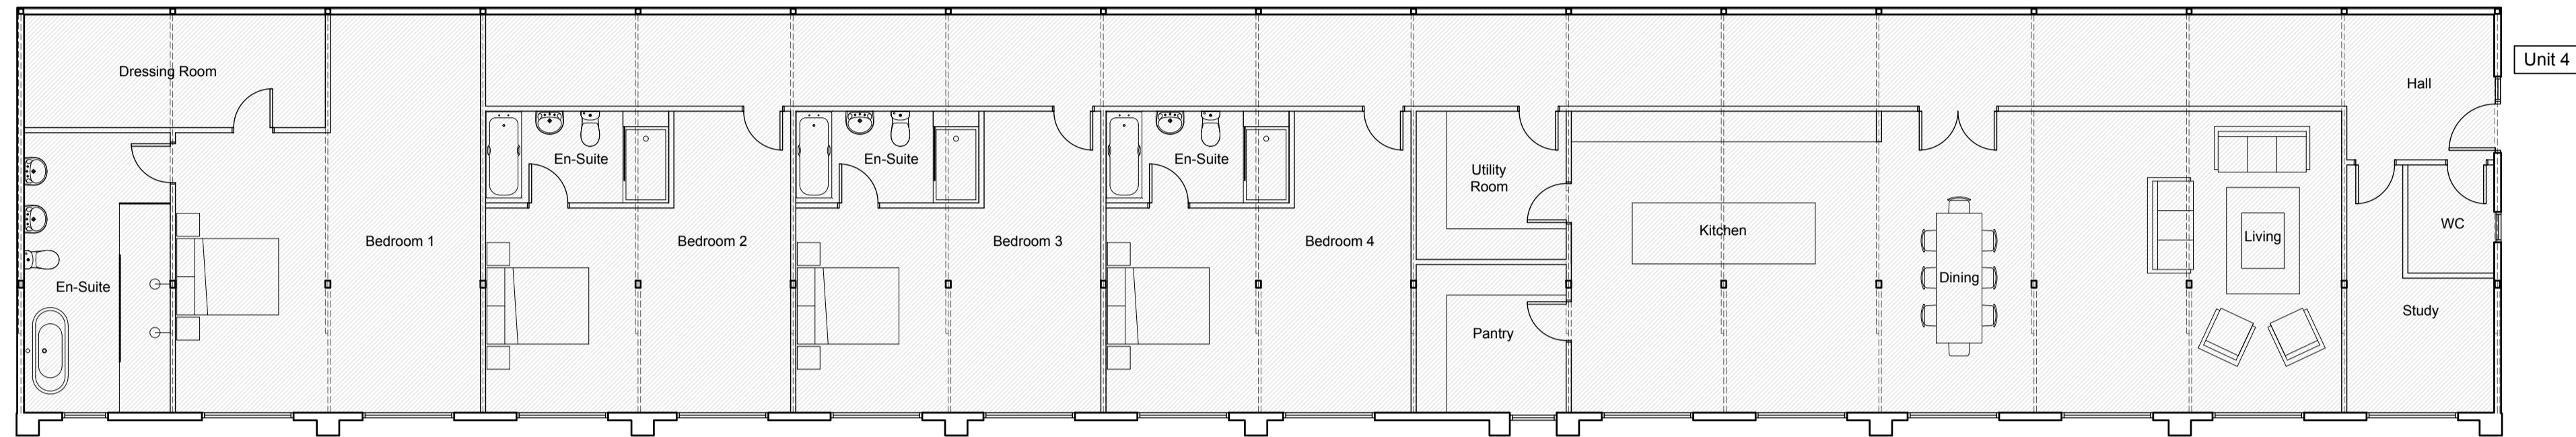 Unit 4
Dressing Room
Hall
En-Suite
En-Suite
En-Suite
Utility
Room
WC
Bedroom 1
Bedroom 2
Bedroom 3
Bedroom 4
Kitchen
Living
Dining
En-Suite
Study
Pantry